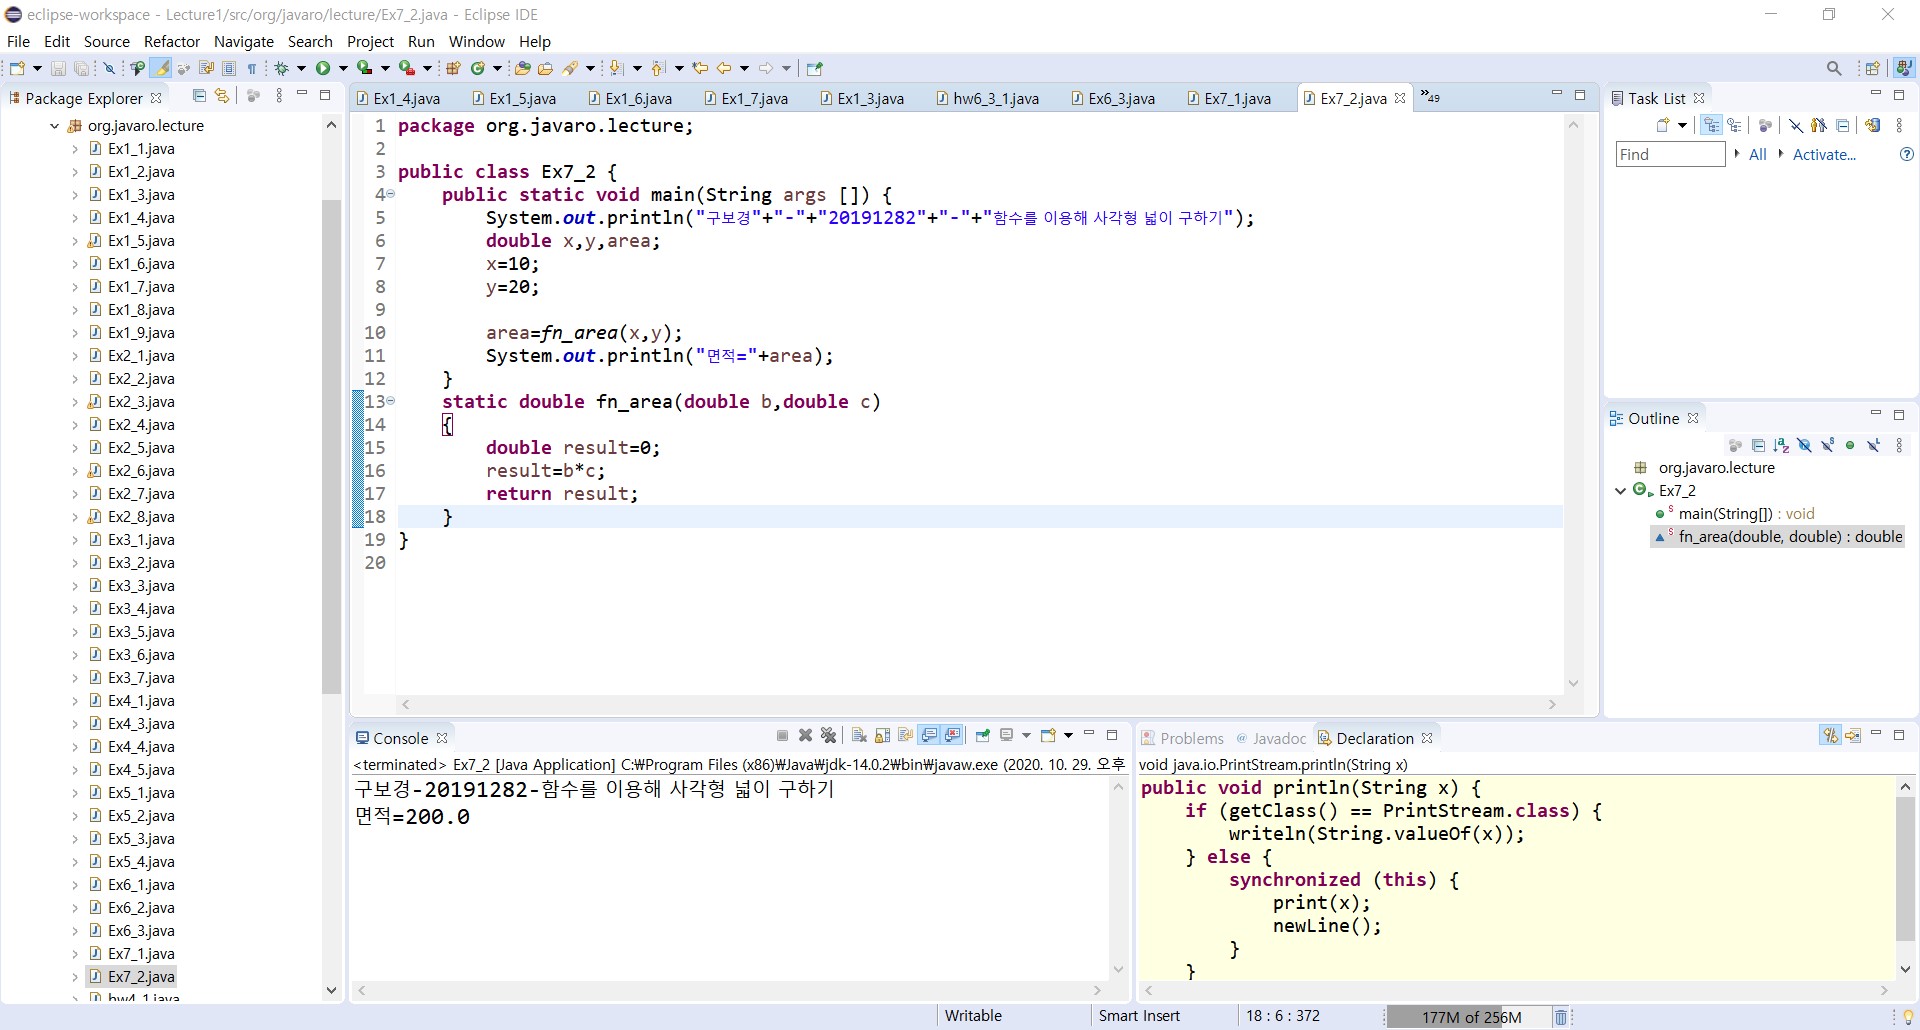 eclipse-workspace - Lecture1/src/org/javaro/lecture/Ex7_2.java - Eclipse IDE
File Edit Source Refactor Navigate Search Project Run Window Help
Package Explorer
org.javaro.lecture
Ex1_1.java
Ex1_2.java
Ex1_3.java
Ex1_4.java
Ex1_5.java
Ex1_6.java
Ex1_7.java
Ex1_8.java
Ex1_9.java
Ex2_1.java
Ex2_2.java
Ex2_3.java
Ex2_4.java
Ex2_5.java
Ex2_6.java
Ex2_7.java
Ex2_8.java
Ex3_1.java
Ex3_2.java
Ex3_3.java
Ex3_4.java
Ex3_5.java
Ex3_6.java
Ex3_7.java
Ex4_1.java
Ex4_3.java
Ex4_4.java
Ex4_5.java
Ex5_1.java
Ex5_2.java
Ex5_3.java
Ex5_4.java
Ex6_1.java
Ex6_2.java
Ex6_3.java
Ex7_1.java
Ex7_2.java
hw4_1.java
Ex1_4.java Ex1_5.java Ex1_6.java Ex1_7.java Ex1_3.java hw6_3_1.java Ex6_3.java Ex7_1.java Ex7_2.java »49
1 package org.javaro.lecture;
2
3 public class Ex7_2 {
4 public static void main(String args []) {
5 System.out.println("구보경"+"-"+"20191282"+"-"+"함수를 이용해 사각형 넓이 구하기");
6 double x,y,area;
7 x=10;
8 y=20;
9
10 area=fn_area(x,y);
11 System.out.println("면적="+area);
12 }
13 static double fn_area(double b,double c)
14 {
15 double result=0;
16 result=b*c;
17 return result;
18 }
19 }
20
Task List
Find All Activate...
Outline
org.javaro.lecture
Ex7_2
main(String[]) : void
fn_area(double, double) : double
Console
<terminated> Ex7_2 [Java Application] C:₩Program Files (x86)₩Java₩jdk-14.0.2₩bin₩javaw.exe (2020. 10. 29. 오후
구보경-20191282-함수를 이용해 사각형 넓이 구하기
면적=200.0
Problems @ Javadoc Declaration
void java.io.PrintStream.println(String x)
public void println(String x) {
if (getClass() == PrintStream.class) {
writeln(String.valueOf(x));
} else {
synchronized (this) {
print(x);
newLine();
}
}
Writable Smart Insert 18 : 6 : 372 177M of 256M